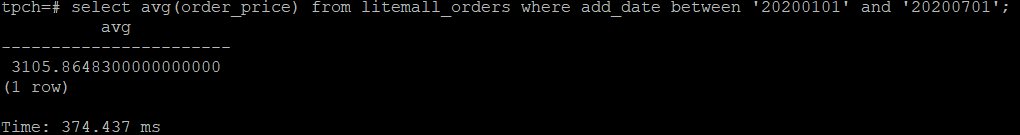 tpch=# select avg(order_price) from litemall_orders where add_date between '20200101' and '20200701';
avg
-----------------------
3105.8648300000000000
(1 row)
Time: 374.437 ms